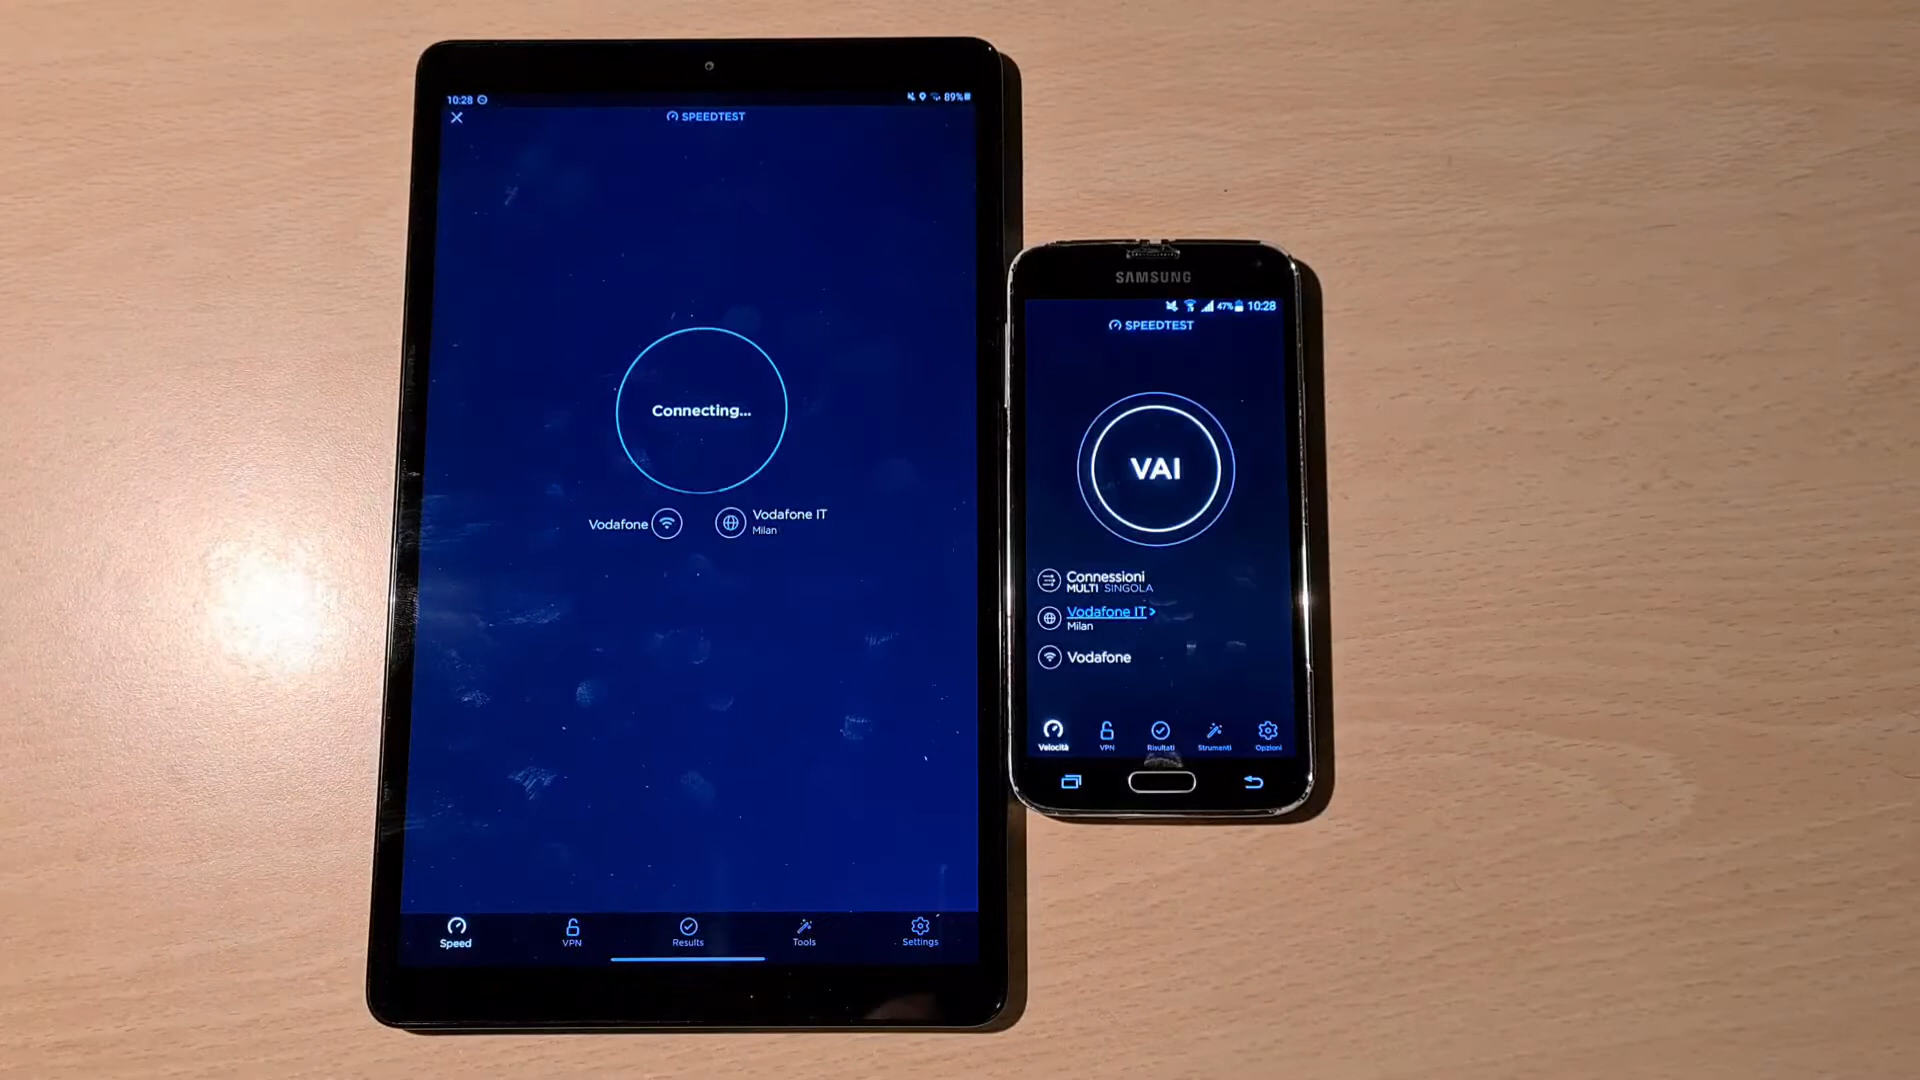 10:28
89%
SPEEDTEST
Connecting...
Vodafone
Vodafone IT
Milan
Speed
VPN
Results
Tools
Settings
SAMSUNG
47% 10:28
SPEEDTEST
VAI
Connessioni
MULTI SINGOLA
Vodafone IT >
Milan
Vodafone
Velocità
VPN
Risultati
Strumenti
Opzioni